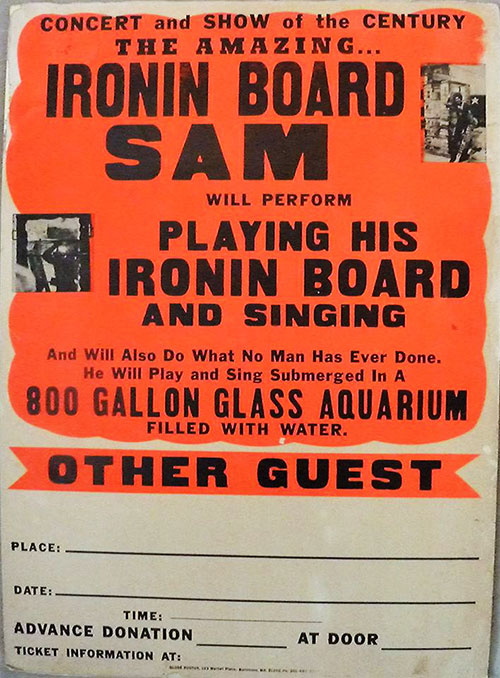 CONCERT and SHOW of the CENTURY
THE AMAZING...
IRONIN BOARD
SAM
WILL PERFORM
PLAYING HIS
IRONIN BOARD
AND SINGING
And Will Also Do What No Man Has Ever Done.
He Will Play and Sing Submerged In A
800 GALLON GLASS AQUARIUM
FILLED WITH WATER.
OTHER GUEST
PLACE:
DATE:
TIME:
ADVANCE DONATION AT DOOR
TICKET INFORMATION AT: